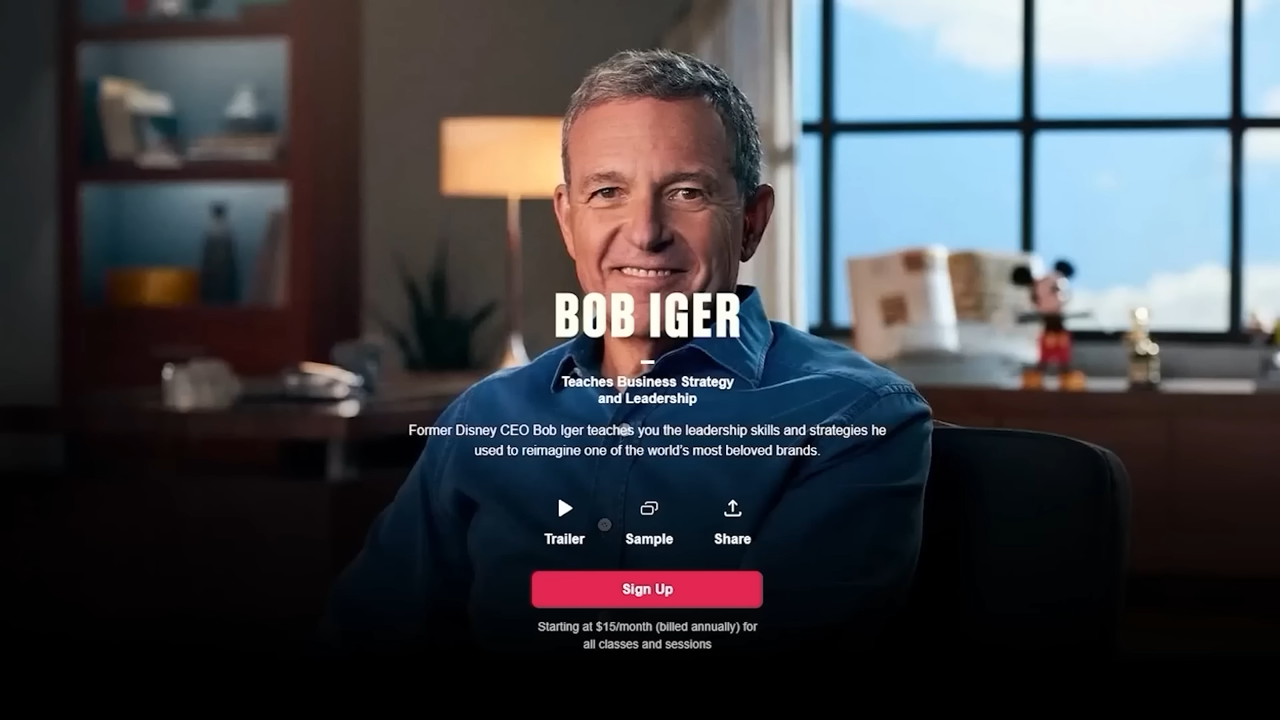 BOB IGER
Teaches Business Strategy
and Leadership
Former Disney CEO Bob Iger teaches you the leadership skills and strategies he
used to reimagine one of the world's most beloved brands.
Trailer Sample Share
Sign Up
Starting at $15/month (billed annually) for
all classes and sessions